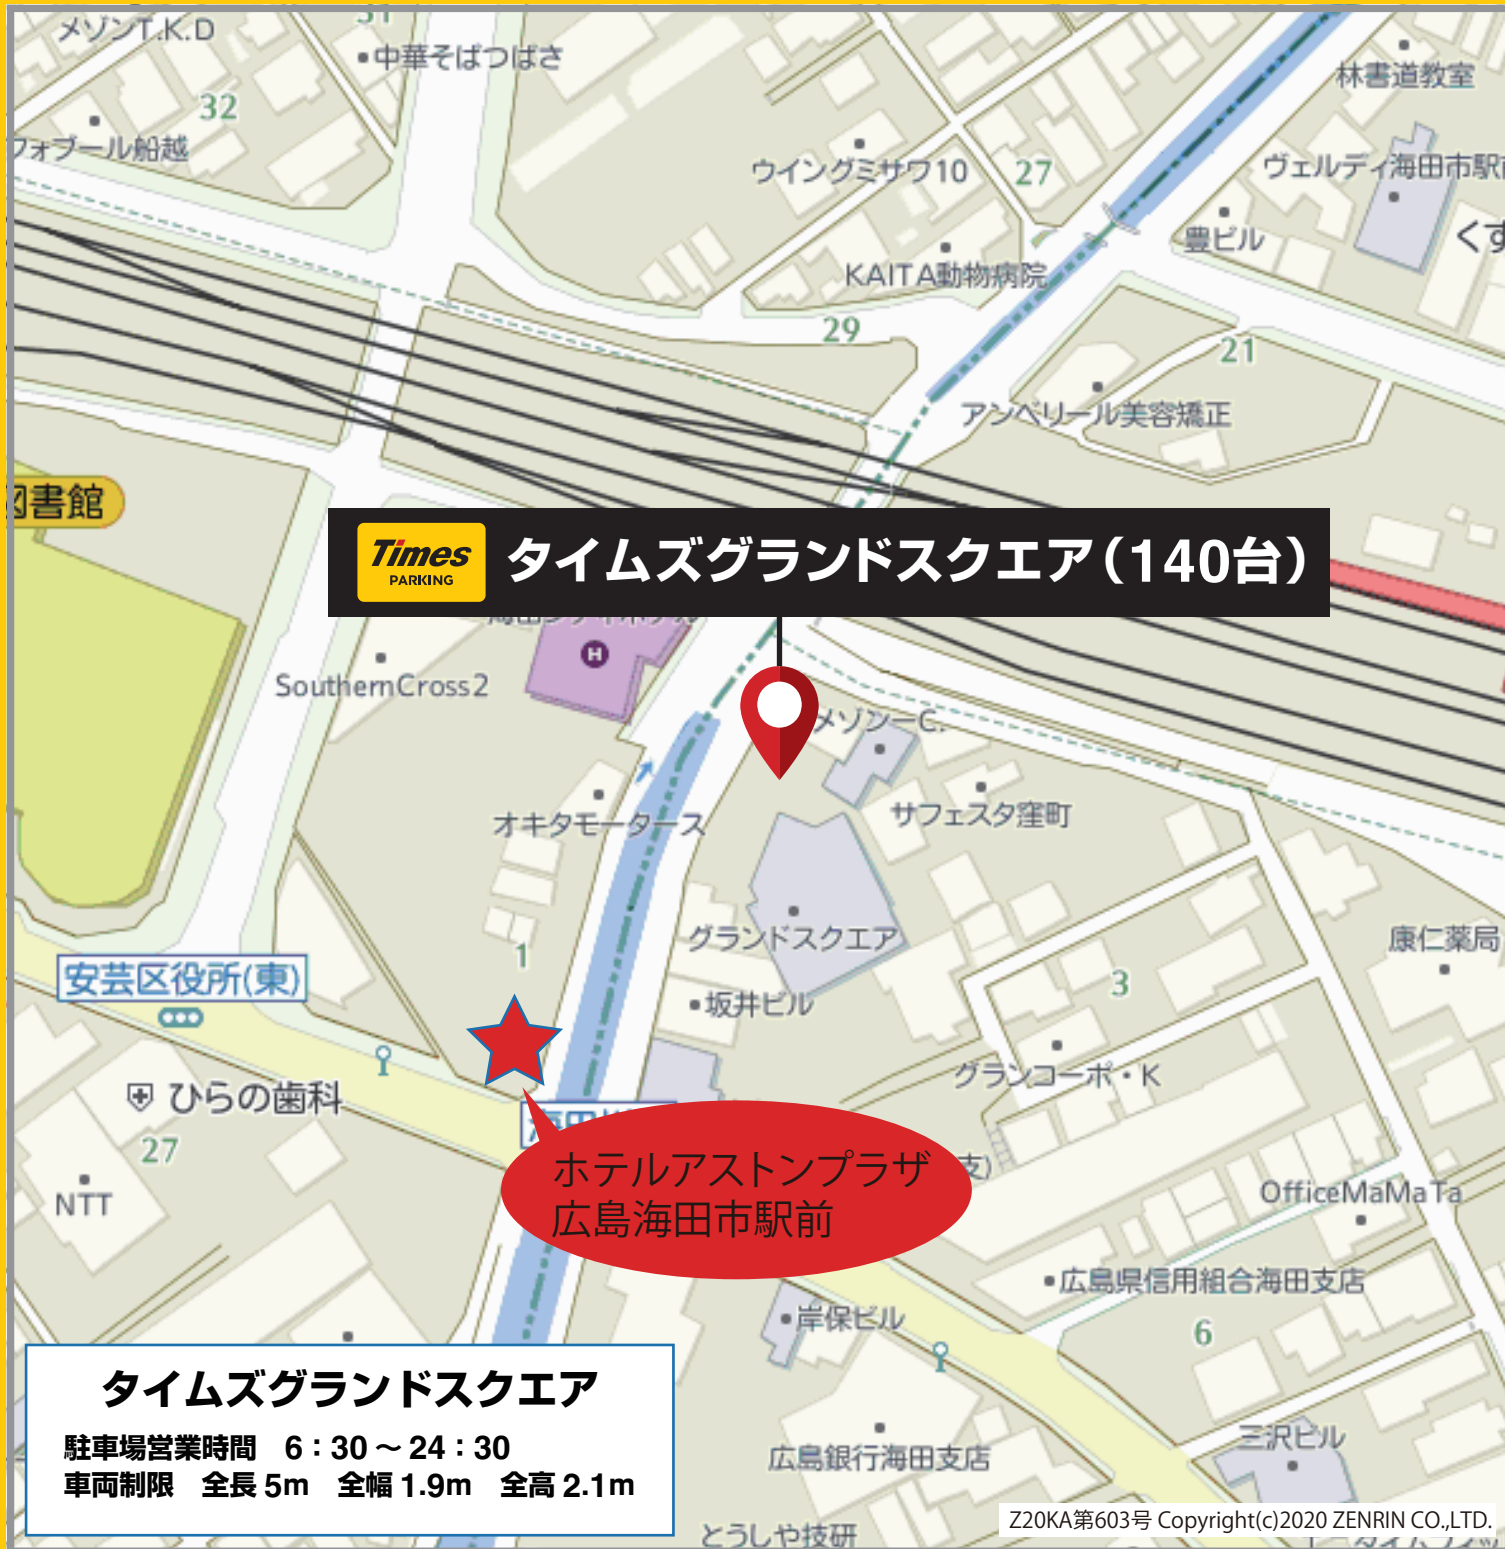 31
メゾンT.K.D
中華そばつばさ
林書道教室
32
フォブール船越
ウイングミサワ10
27
ヴェルディ海田市駅
豊ビル
くす
KAITA動物病院
29
21
アンベリール美容矯正
図書館
Times
PARKING
タイムズグランドスクエア(140台)
H
SouthernCross2
メゾンーC.
サフェスタ窪町
オキタモータース
グランドスクエア
康仁薬局
1
安芸区役所(東)
3
坂井ビル
グランコーポ・K
ひらの歯科
27
NTT
支)
ホテルアストンプラザ
広島海田市駅前
OfficeMaMaTa
広島県信用組合海田支店
岸保ビル
6
タイムズグランドスクエア
駐車場営業時間 6:30~24:30
車両制限 全長5m 全幅1.9m 全高2.1m
広島銀行海田支店
三沢ビル
とうしや技研
Z20KA第603号 Copyright(c)2020 ZENRIN CO.,LTD.